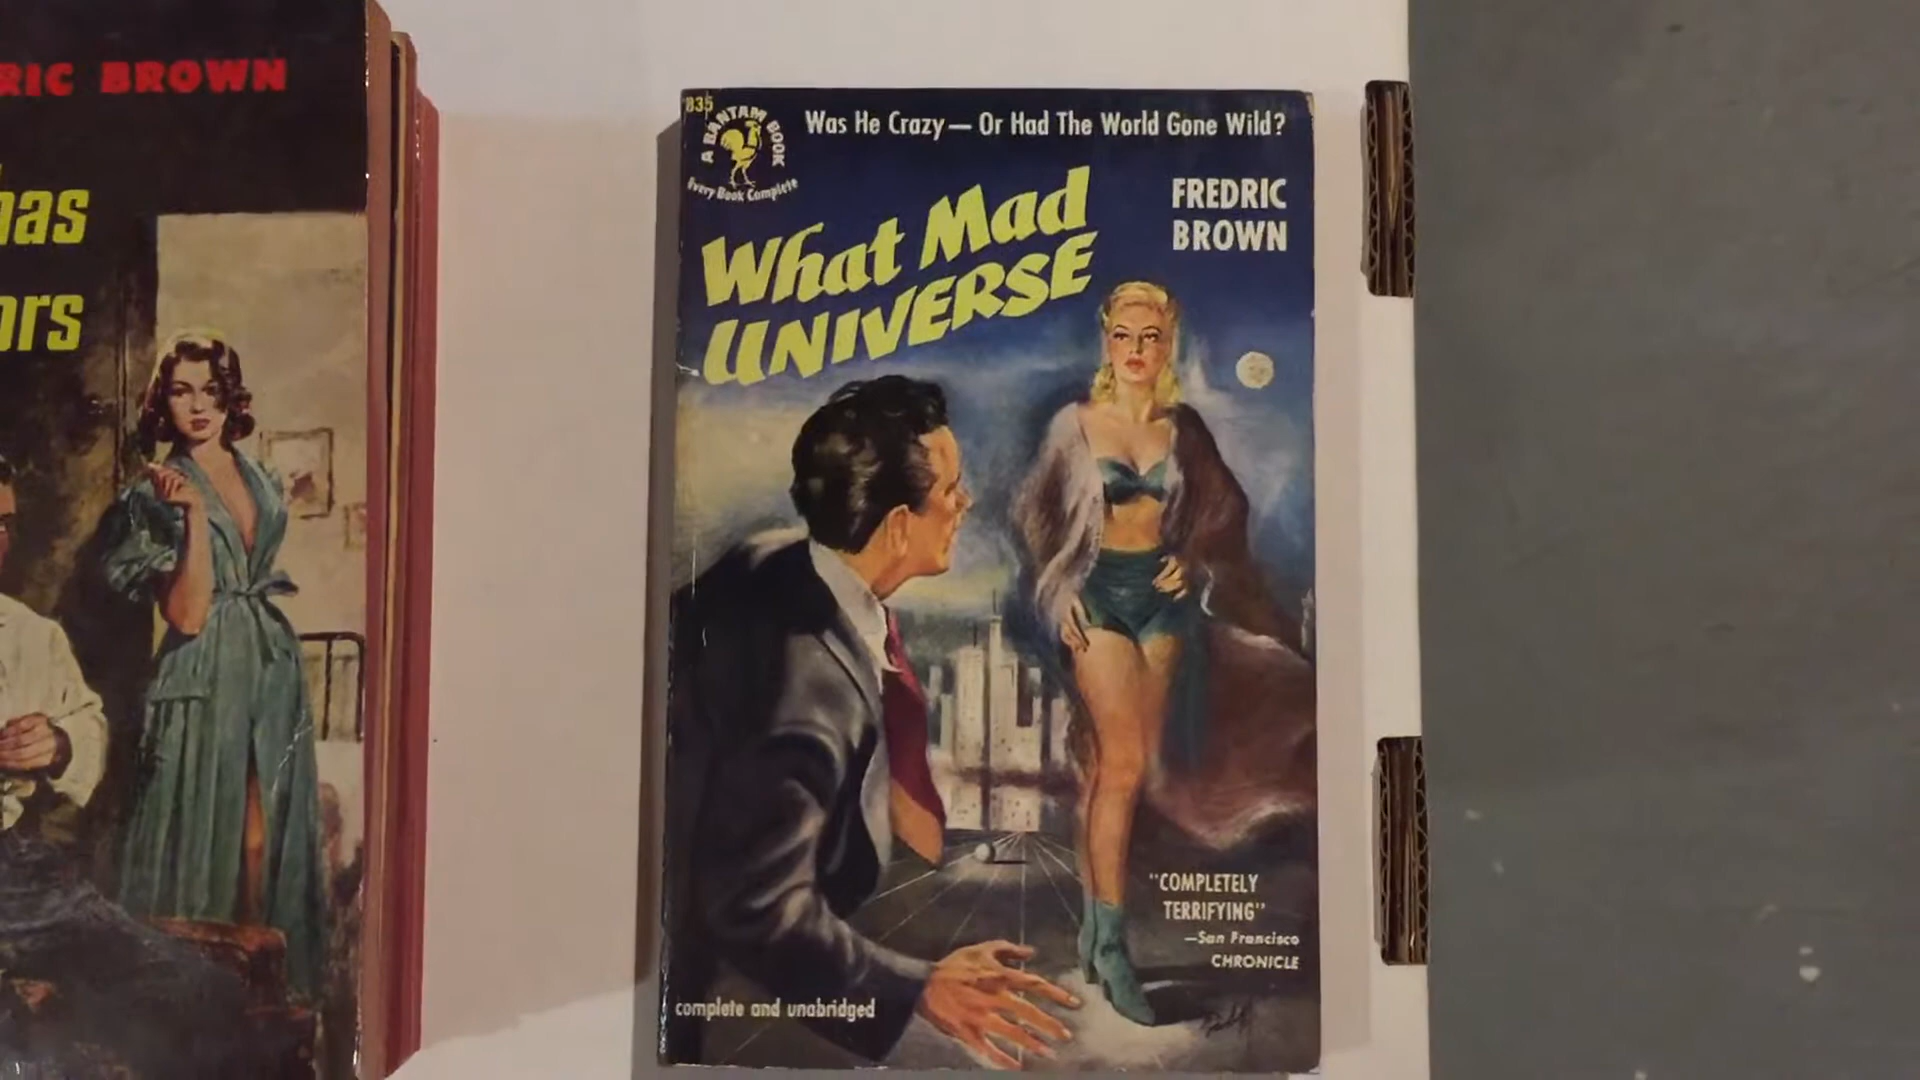 RIC BROWN
has
ors
835
A BANTAM BOOK
Every Book Complete
Was He Crazy — Or Had The World Gone Wild?
FREDRIC
BROWN
What Mad
UNIVERSE
"COMPLETELY
TERRIFYING"
—San Francisco
CHRONICLE
complete and unabridged